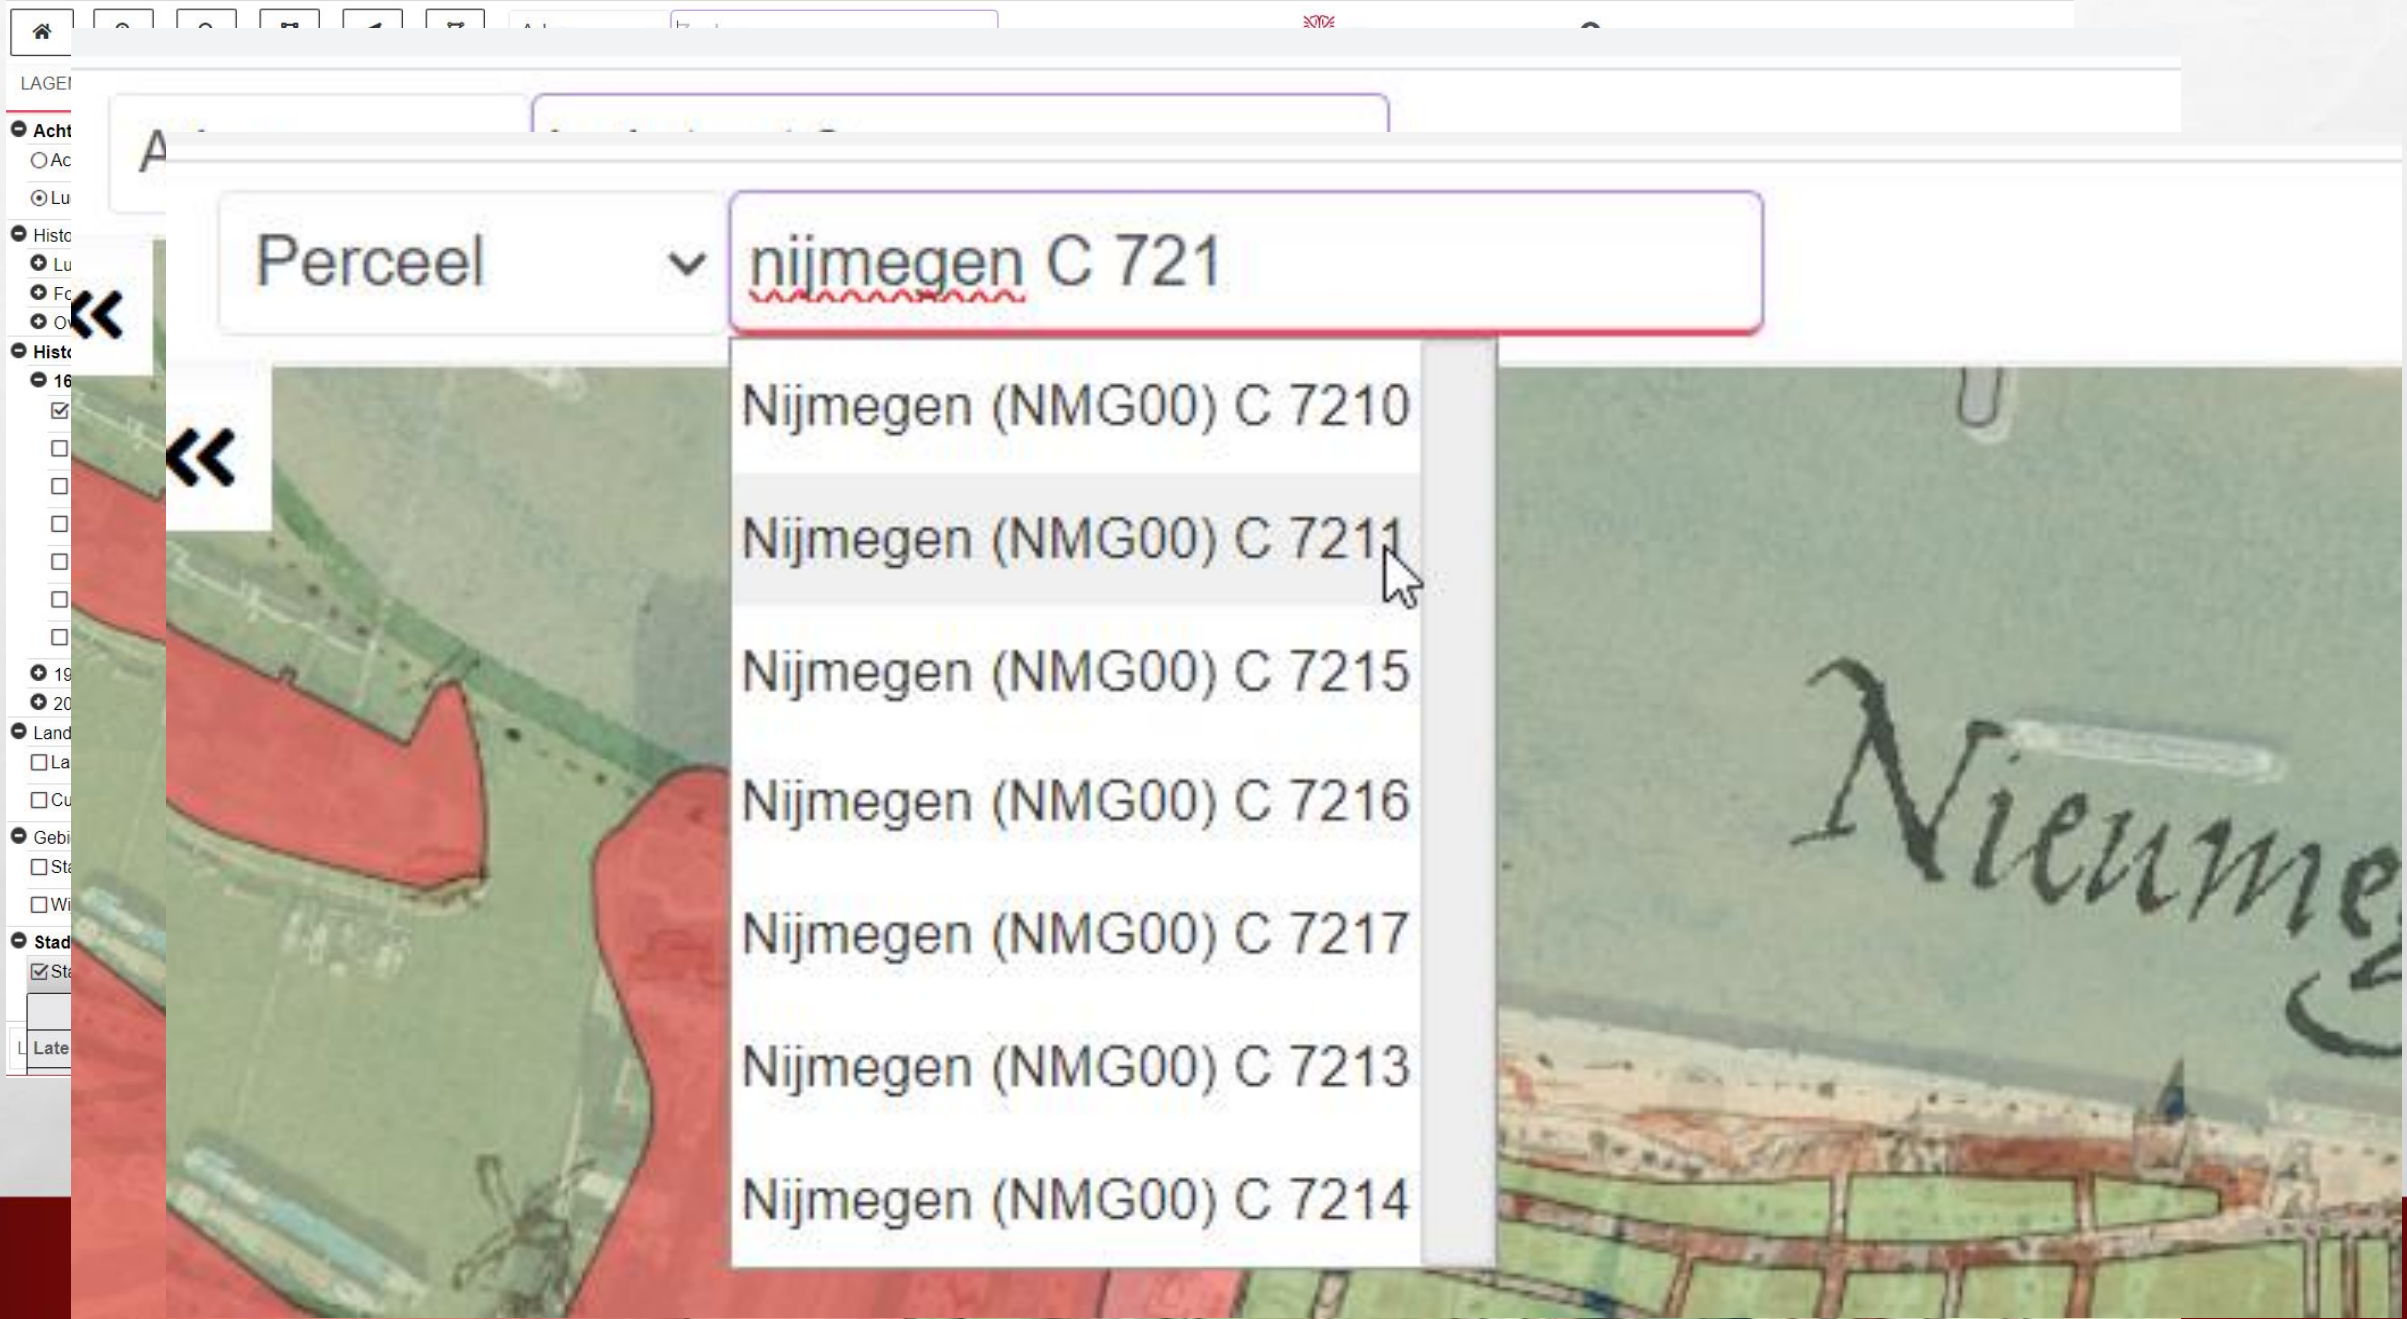 Perceel
nijmegen C 721
Nijmegen (NMG00) C 7210
Nijmegen (NMG00) C 7211
Nijmegen (NMG00) C 7215
Nijmegen (NMG00) C 7216
Nijmegen (NMG00) C 7217
Nijmegen (NMG00) C 7213
Nijmegen (NMG00) C 7214
Nieumeg
LAGE
Acht
Ac
Lu
Histo
Lu
Fo
Ov
Histo
16
19
20
Land
La
Cu
Gebi
Sta
Wi
Stad
Sta
L Late